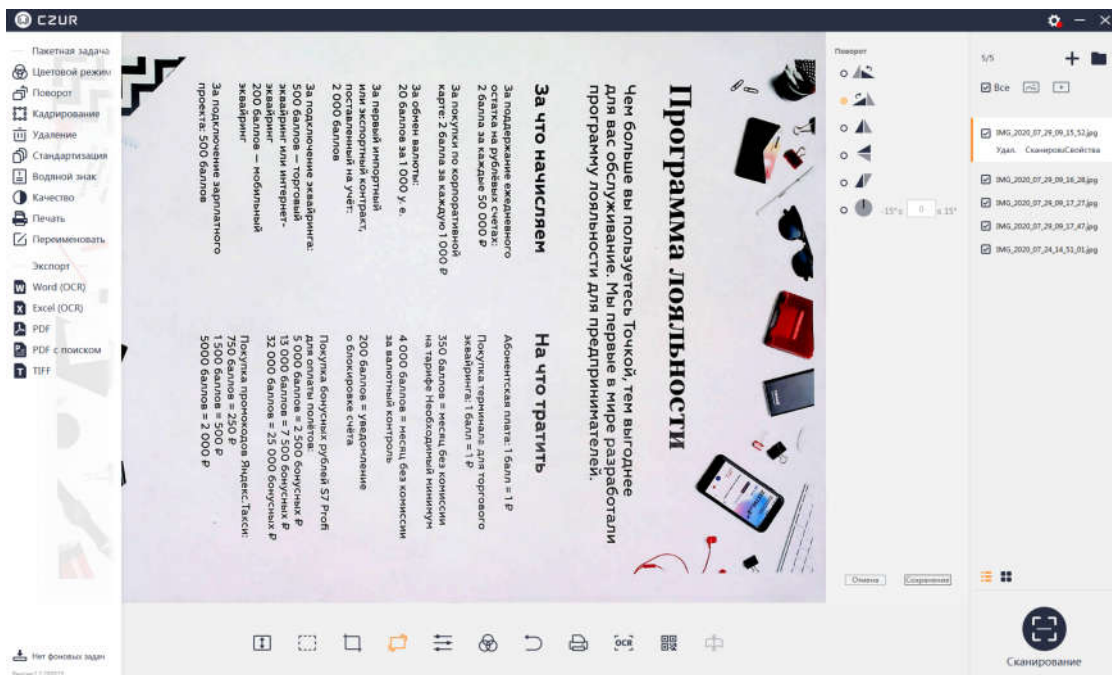 CZUR
Пакетная задача
Цветовой режим
Поворот
Кадрирование
Удаление
Стандартизация
Водяной знак
Качество
Печать
Переименовать
Экспорт
Word (OCR)
Excel (OCR)
PDF
PDF с поиском
TIFF
Нет фоновых задач
Программа лояльности
Чем больше вы пользуетесь Точкой, тем выгоднее
для вас обслуживание. Мы первые в мире разработали
программу лояльности для предпринимателей.
За что начисляем
За поддержание ежедневного
остатка на рублёвых счетах:
2 балла за каждые 50 000 ₽
За покупки по корпоративной
карте: 2 балла за каждую 1 000 ₽
За обмен валюты:
20 баллов за 1 000 у. е.
За первый импортный
или экспортный контракт,
поставленный на учёт:
2 000 баллов
За подключение эквайринга:
500 баллов — торговый
эквайринг или интернет-
эквайринг
200 баллов — мобильный
эквайринг
За подключение зарплатного
проекта: 500 баллов
На что тратить
Абонентская плата: 1 балл = 1 ₽
Покупка терминала для торгового
эквайринга: 1 балл = 1 ₽
350 баллов = месяц без комиссии
на тарифе Необходимый минимум
4 000 баллов = месяц без комиссии
за валютный контроль
200 баллов = уведомление
о блокировке счёта
Покупка бонусных рублей S7 Profi
для оплаты полётов:
5 000 баллов = 2 500 бонусных ₽
13 000 баллов = 7 500 бонусных ₽
32 000 баллов = 25 000 бонусных ₽
Покупка промокодов Яндекс.Такси:
750 баллов = 250 ₽
1 500 баллов = 500 ₽
5000 баллов = 2 000 ₽
OCR
Поворот
-15°≤ 0 ≤ 15°
Отмена Сохранение
5/5
Все
IMG_2020_07_29_09_15_52.jpg
Удал. СканировиСвойства
IMG_2020_07_29_09_16_28.jpg
IMG_2020_07_29_09_17_27.jpg
IMG_2020_07_29_09_17_47.jpg
IMG_2020_07_24_14_51_01.jpg
Сканирование